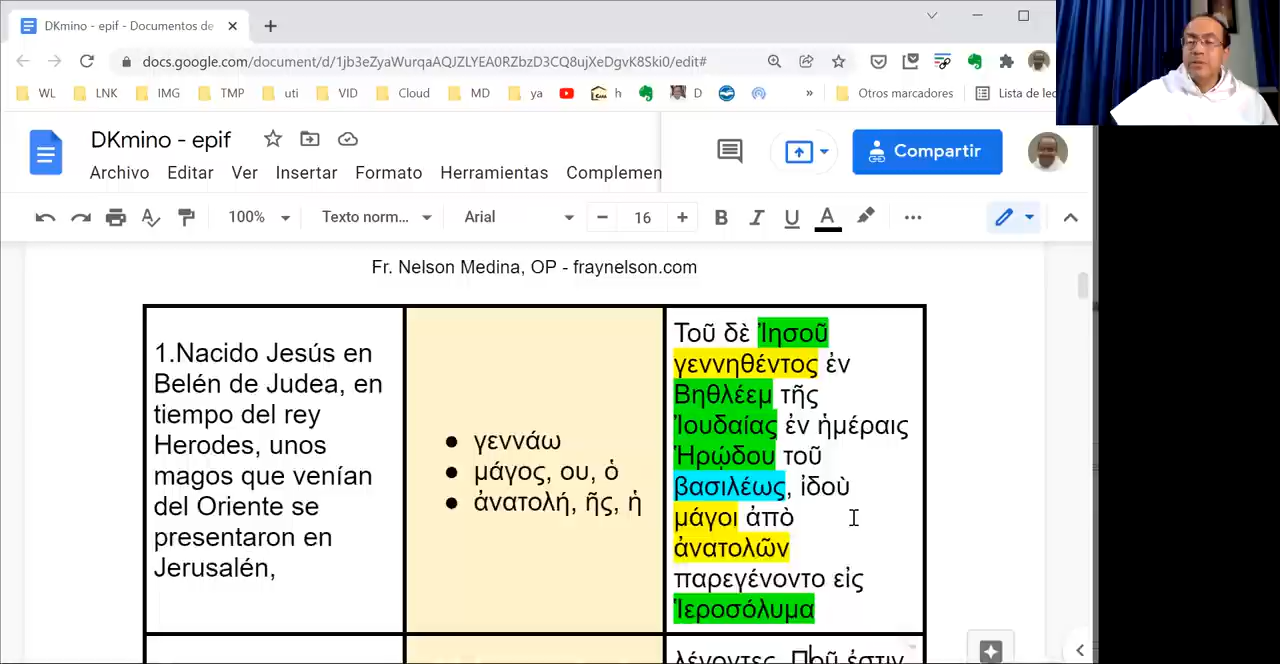 DKmino - epif - Documentos de
docs.google.com/document/d/1jb3eZyaWurqaAQJZLYEA0RZbzD3CQ8ujXeDgvK8Ski0/edit#
WL LNK IMG TMP uti VID Cloud MD ya h D » Otros marcadores Lista de lec
DKmino - epif
Archivo Editar Ver Insertar Formato Herramientas Complemen
Compartir
100% Texto norm... Arial 16 B I U A
Fr. Nelson Medina, OP - fraynelson.com
1.Nacido Jesús en
Belén de Judea, en
tiempo del rey
Herodes, unos
magos que venían
del Oriente se
presentaron en
Jerusalén,
● γεννάω
● μάγος, ου, ὁ
● ἀνατολή, ῆς, ἡ
Τοῦ δὲ Ἰησοῦ
γεννηθέντος ἐν
Βηθλέεμ τῆς
Ἰουδαίας ἐν ἡμέραις
Ἡρῴδου τοῦ
βασιλέως, ἰδοὺ
μάγοι ἀπὸ
ἀνατολῶν
παρεγένοντο εἰς
Ἱεροσόλυμα
λέγοντες, Ποῦ ἐστιν